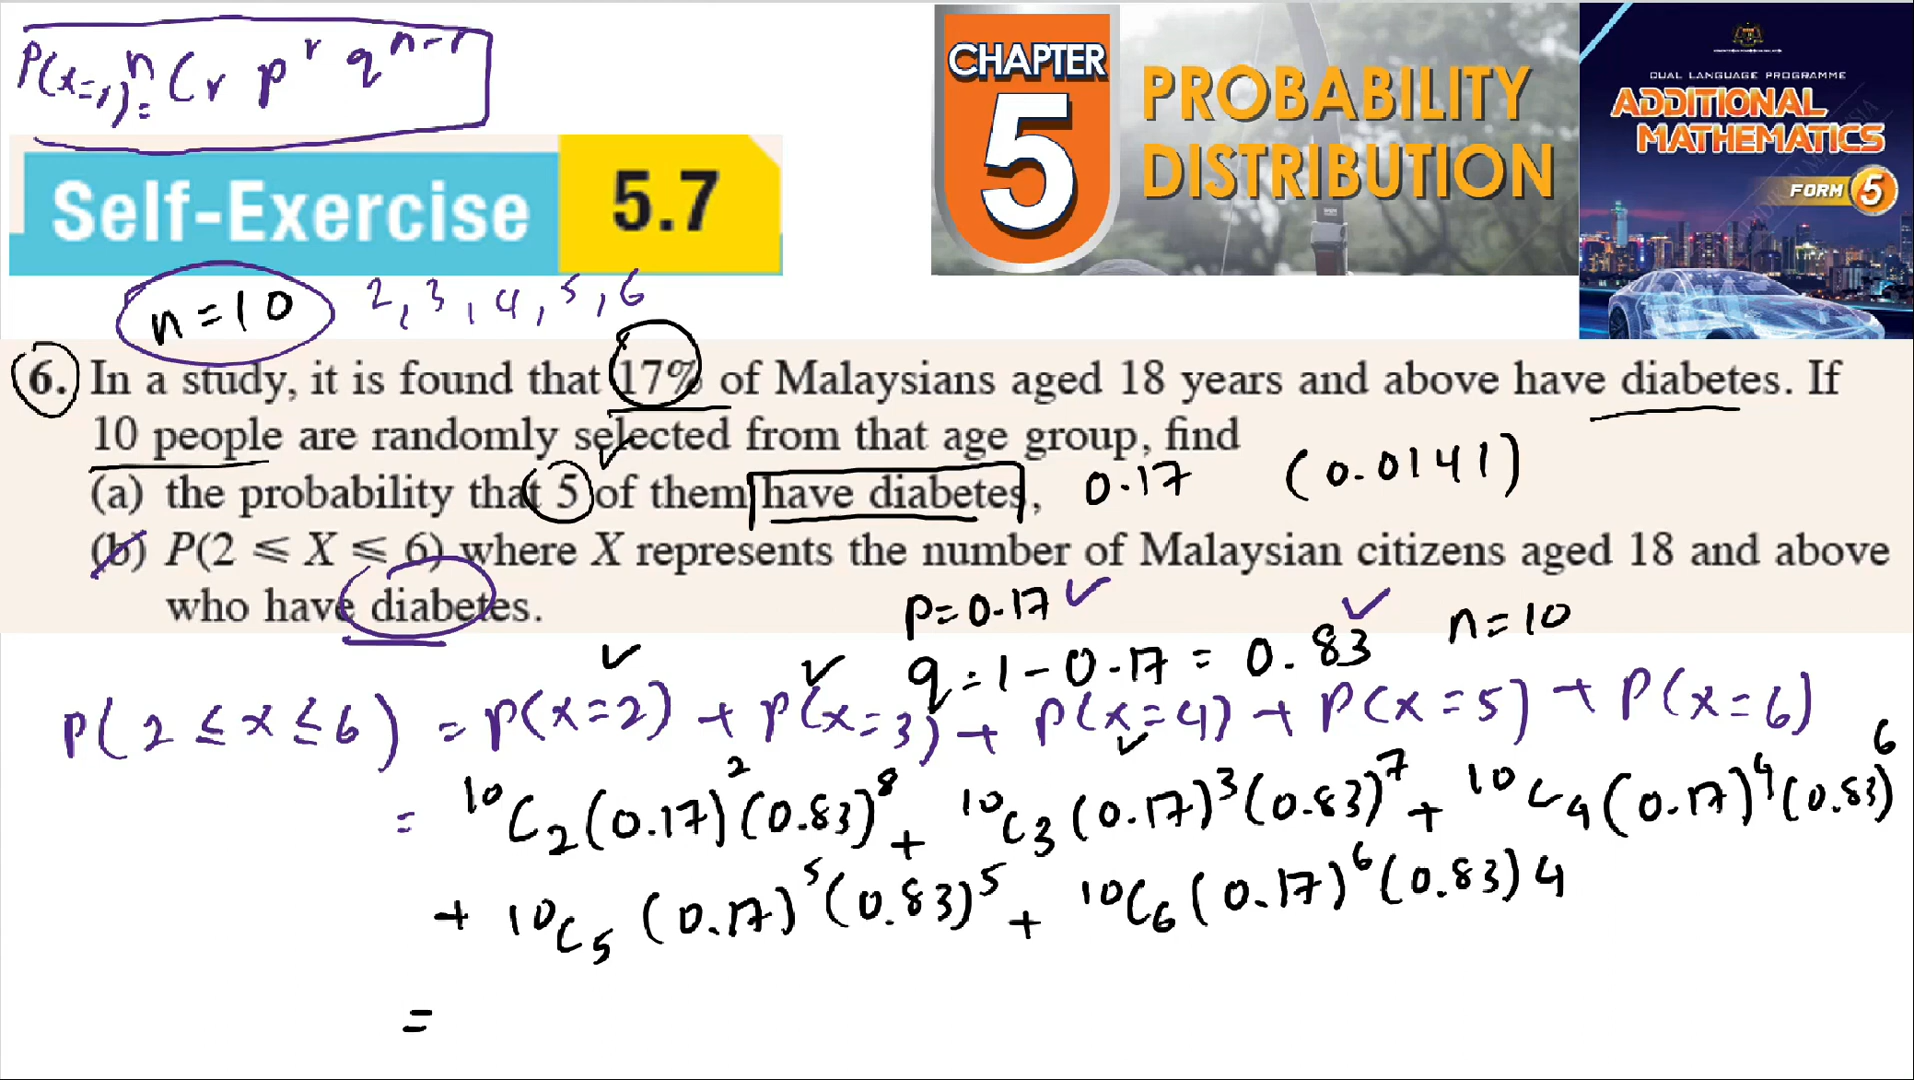 P(x=r)= nCr p^r q^n-r
CHAPTER 5 PROBABILITY DISTRIBUTION
DUAL LANGUAGE PROGRAMME
ADDITIONAL MATHEMATICS
FORM 5
Self-Exercise 5.7
n=10 2, 3, 4, 5, 6
6. In a study, it is found that 17% of Malaysians aged 18 years and above have diabetes. If
10 people are randomly selected from that age group, find
(a) the probability that 5 of them have diabetes, 0.17 (0.0141)
(b) P(2 ⩽ X ⩽ 6) where X represents the number of Malaysian citizens aged 18 and above
who have diabetes.
p=0.17 ✓
q=1-0.17 = 0.83 ✓ n=10
P(2 ≤ x ≤ 6) = P(x=2) + P(x=3) + P(x=4) + P(x=5) + P(x=6)
= 10C2(0.17)^2(0.83)^8 + 10C3(0.17)^3(0.83)^7 + 10C4(0.17)^4(0.83)^6
+ 10C5(0.17)^5(0.83)^5 + 10C6(0.17)^6(0.83)4
=